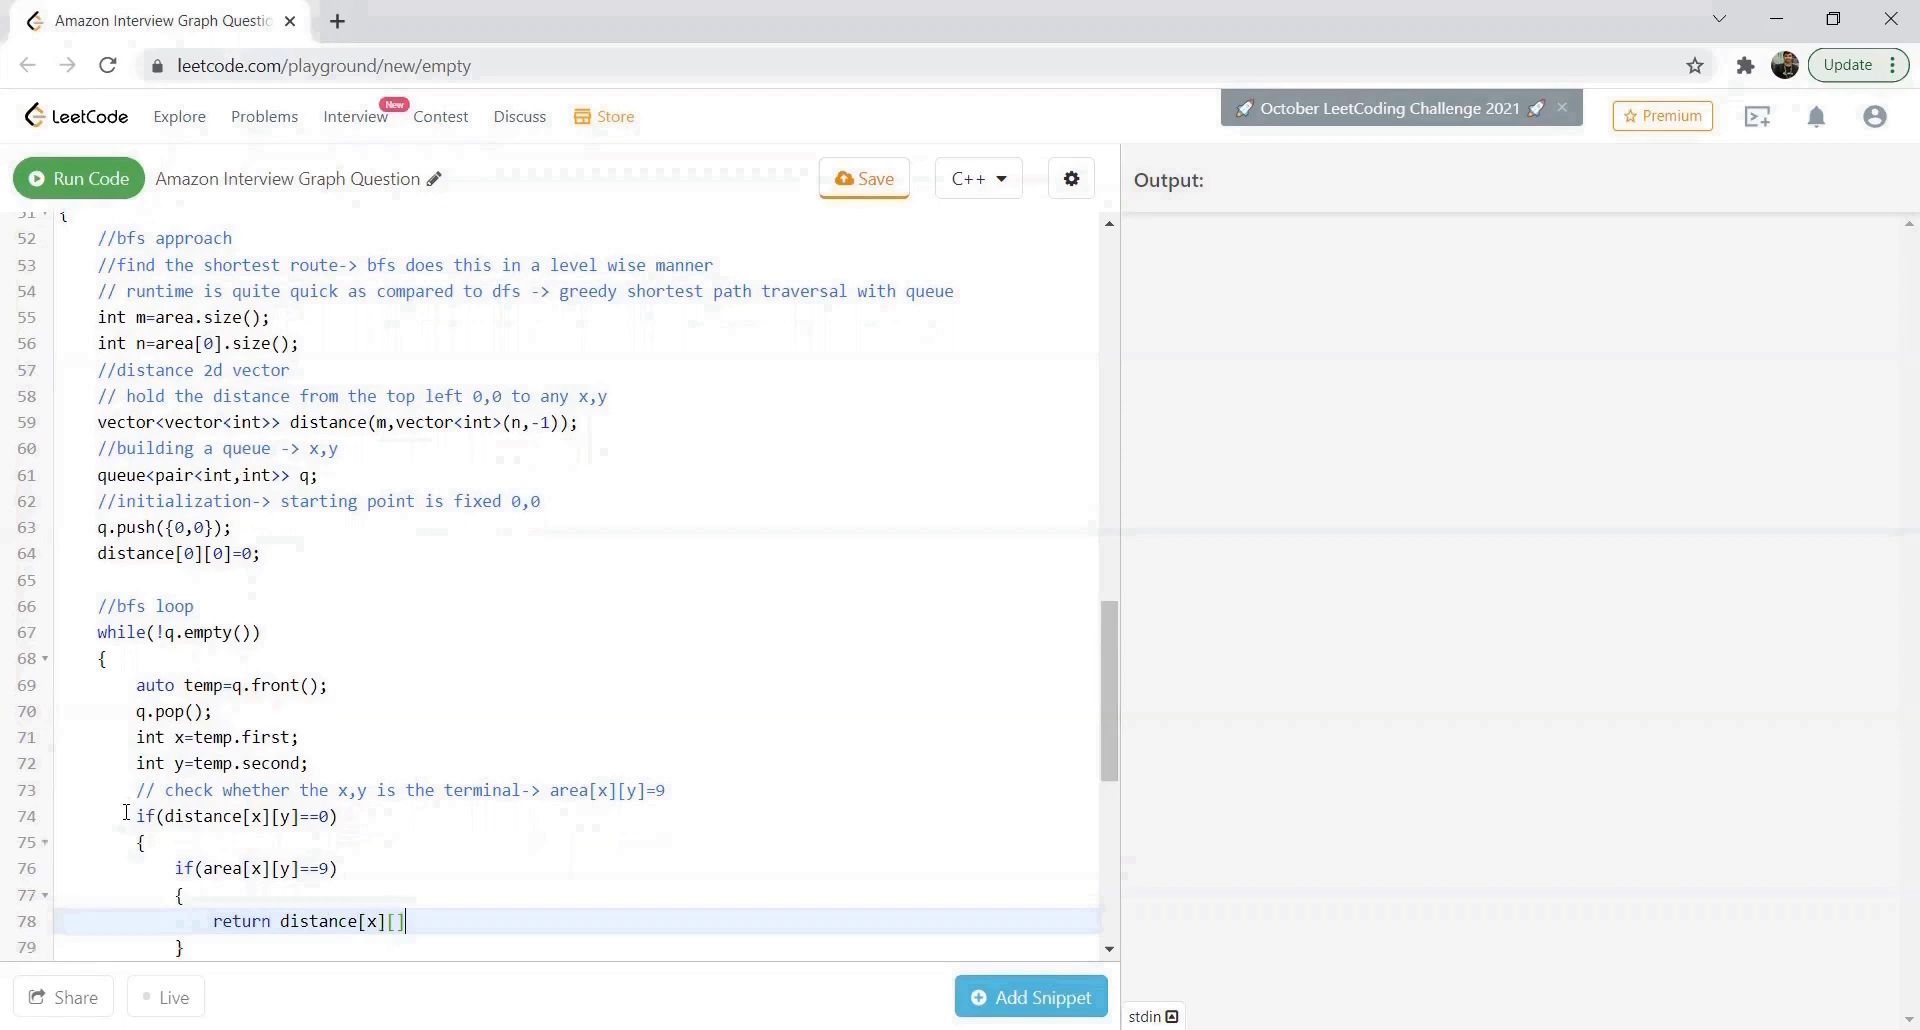 Amazon Interview Graph Questio
leetcode.com/playground/new/empty
Update
LeetCode
Explore
Problems
Interview
New
Contest
Discuss
Store
🚀 October LeetCoding Challenge 2021 🚀
Premium
Run Code
Amazon Interview Graph Question
Save
C++
Output:
51 {
52 //bfs approach
53 //find the shortest route-> bfs does this in a level wise manner
54 // runtime is quite quick as compared to dfs -> greedy shortest path traversal with queue
55 int m=area.size();
56 int n=area[0].size();
57 //distance 2d vector
58 // hold the distance from the top left 0,0 to any x,y
59 vector<vector<int>> distance(m,vector<int>(n,-1));
60 //building a queue -> x,y
61 queue<pair<int,int>> q;
62 //initialization-> starting point is fixed 0,0
63 q.push({0,0});
64 distance[0][0]=0;
65
66 //bfs loop
67 while(!q.empty())
68 {
69 auto temp=q.front();
70 q.pop();
71 int x=temp.first;
72 int y=temp.second;
73 // check whether the x,y is the terminal-> area[x][y]=9
74 if(distance[x][y]==0)
75 {
76 if(area[x][y]==9)
77 {
78 return distance[x][]
79 }
Share
Live
Add Snippet
stdin